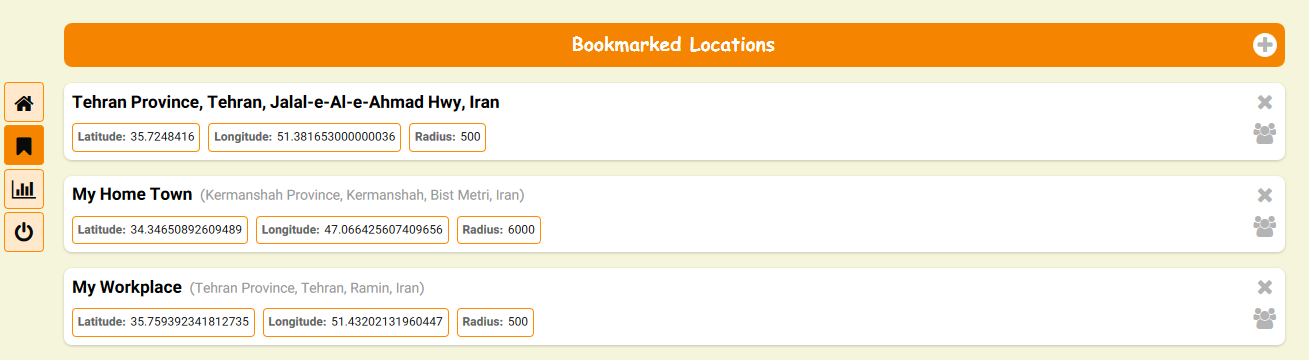 Bookmarked Locations
Tehran Province, Tehran, Jalal-e-Al-e-Ahmad Hwy, Iran
Latitude: 35.7248416 Longitude: 51.381653000000036 Radius: 500
My Home Town (Kermanshah Province, Kermanshah, Bist Metri, Iran)
Latitude: 34.34650892609489 Longitude: 47.066425607409656 Radius: 6000
My Workplace (Tehran Province, Tehran, Ramin, Iran)
Latitude: 35.759392341812735 Longitude: 51.43202131960447 Radius: 500